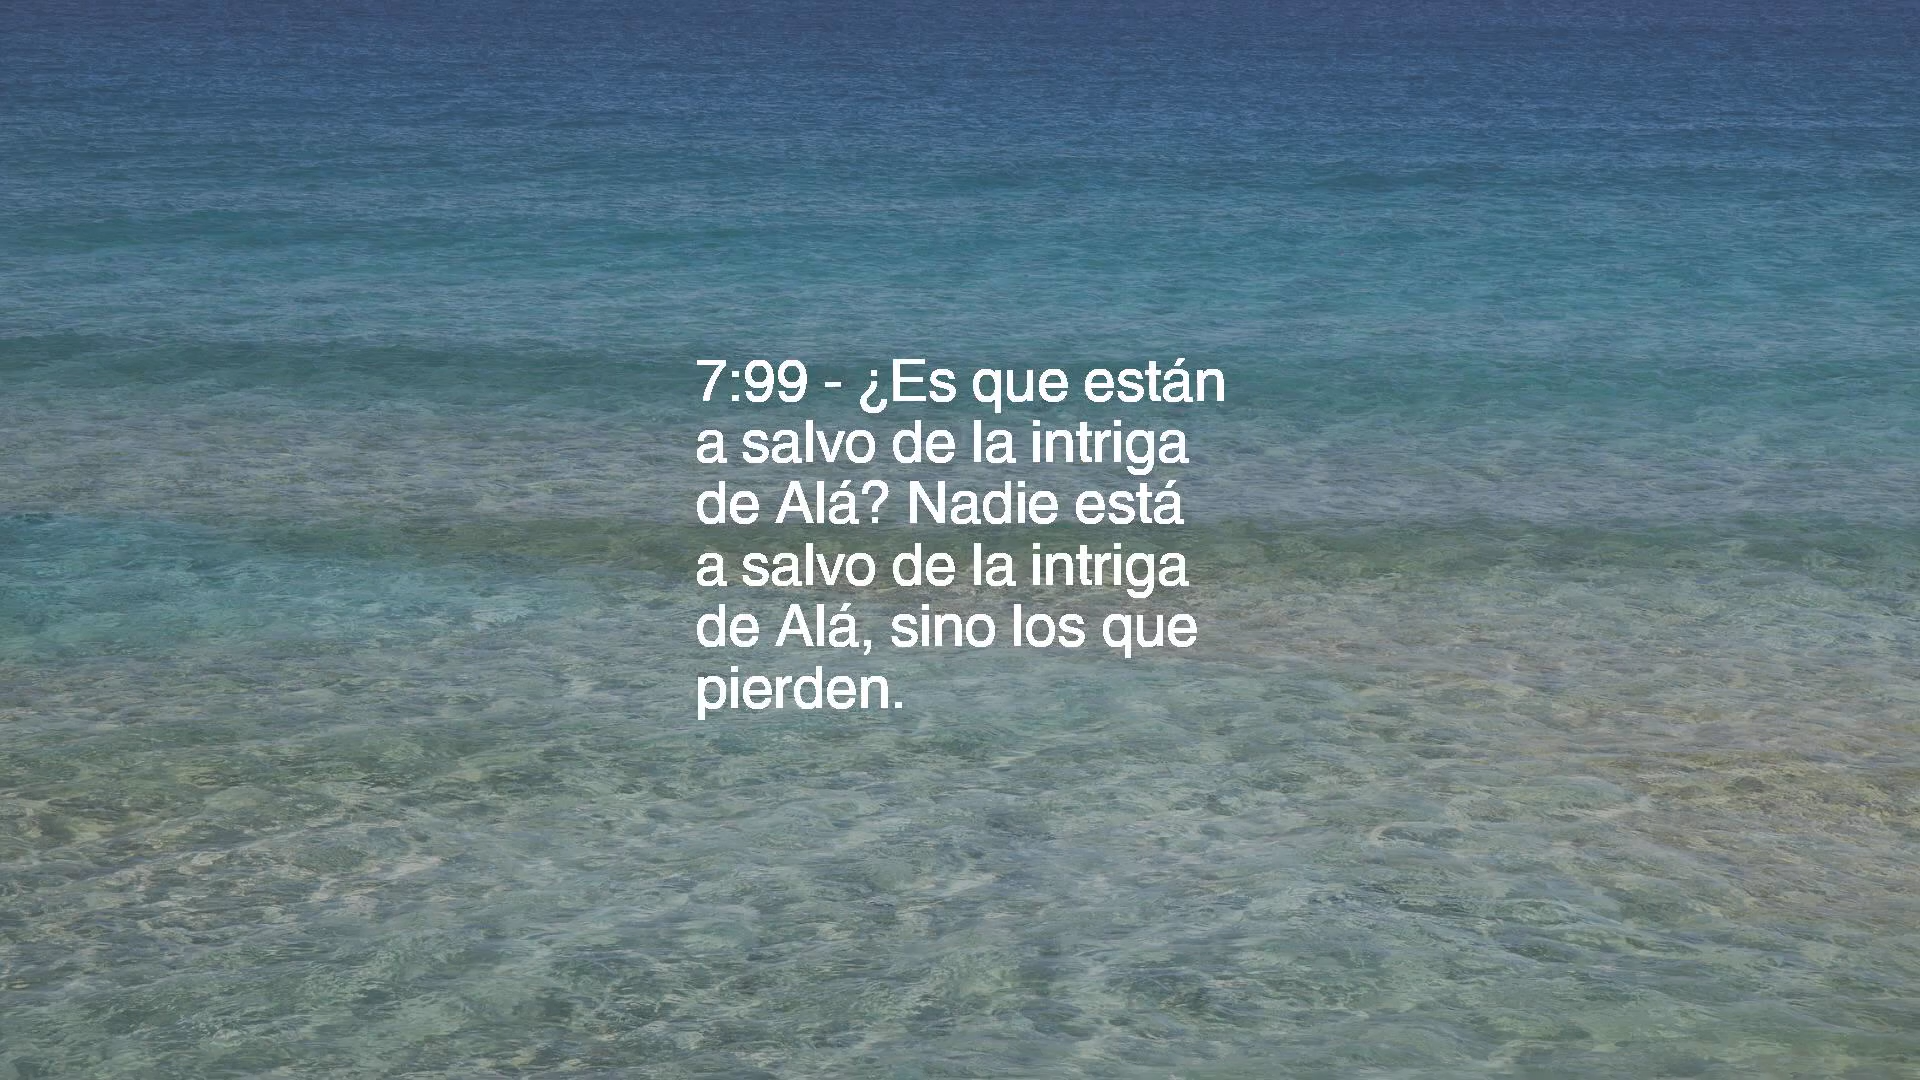 7:99 - ¿Es que están
a salvo de la intriga
de Alá? Nadie está
a salvo de la intriga
de Alá, sino los que
pierden.